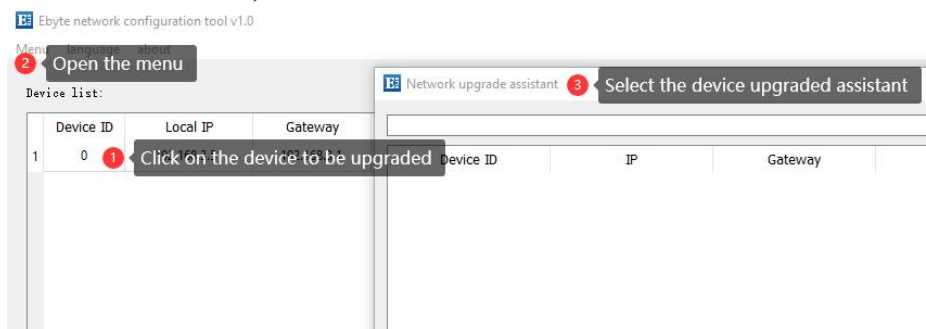 Ebyte network configuration tool v1.0
Menu language about
2 Open the menu
Device list:
Network upgrade assistant 3 Select the device upgraded assistant
Device ID Local IP Gateway
1 0 1 Click on the device to be upgraded
Device ID IP Gateway